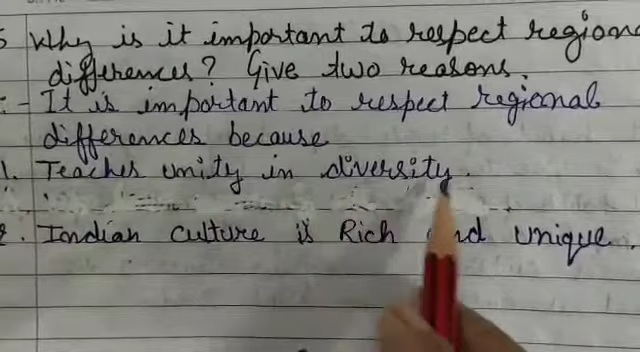 5 Why is it important to respect regiona
differences? Give two reasons.
:- It is important to respect regional
differences because
1. Teaches unity in diversity.
2. Indian culture is Rich and unique.